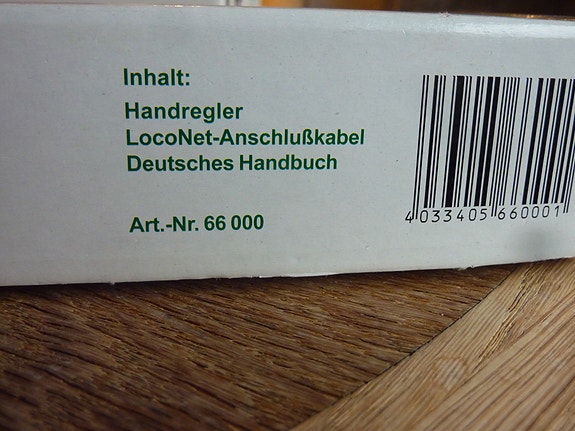 Inhalt:
Handregler
LocoNet-Anschlußkabel
Deutsches Handbuch
Art.-Nr. 66 000
4 033405 660001